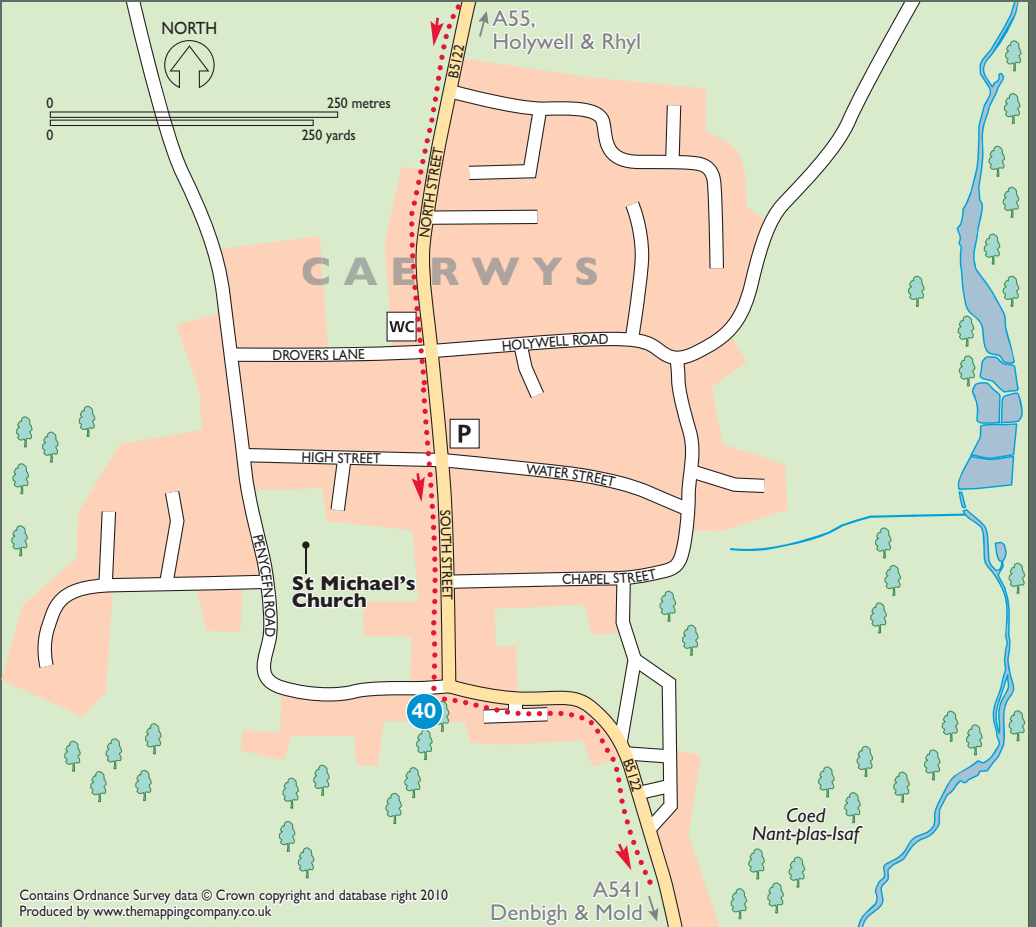 NORTH
A55,
Holywell & Rhyl
B5122
0
250 metres
0
250 yards
NORTH STREET
CAERWYS
WC
DROVERS LANE
HOLYWELL ROAD
P
HIGH STREET
WATER STREET
SOUTH STREET
PENYCEFN ROAD
St Michael's
Church
CHAPEL STREET
40
B5122
Coed
Nant-plas-Isaf
A541
Denbigh & Mold
Contains Ordnance Survey data © Crown copyright and database right 2010
Produced by www.themappingcompany.co.uk